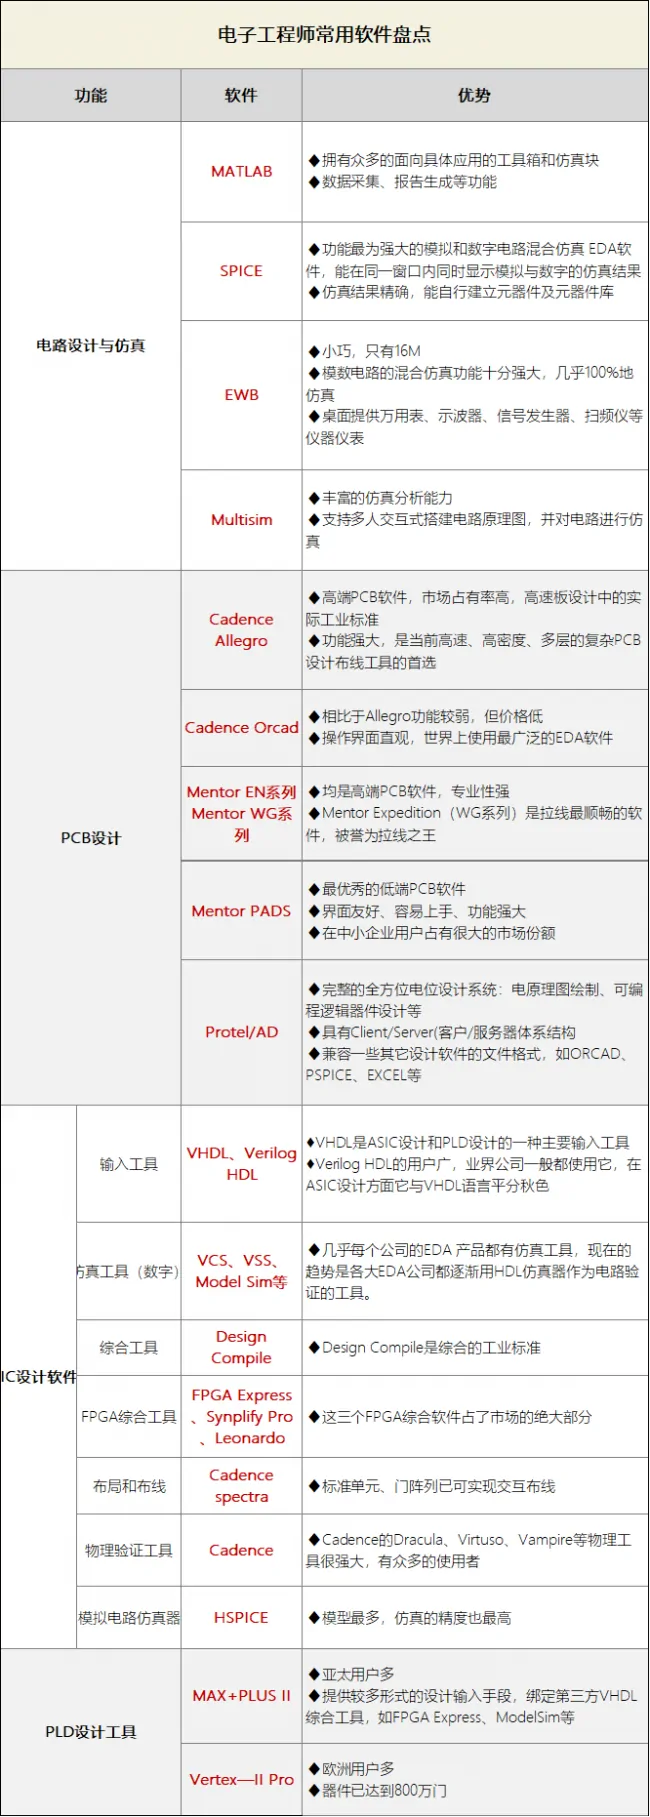 电子工程师常用软件盘点
功能 软件 优势
电路设计与仿真
MATLAB
◆拥有众多的面向具体应用的工具箱和仿真块
◆数据采集、报告生成等功能
SPICE
◆功能最为强大的模拟和数字电路混合仿真 EDA软
件，能在同一窗口内同时显示模拟与数字的仿真结果
◆仿真结果精确，能自行建立元器件及元器件库
EWB
◆小巧，只有16M
◆模数电路的混合仿真功能十分强大，几乎100%地
仿真
◆桌面提供万用表、示波器、信号发生器、扫频仪等
仪器仪表
Multisim
◆丰富的仿真分析能力
◆支持多人交互式搭建电路原理图，并对电路进行仿
真
PCB设计
Cadence
Allegro
◆高端PCB软件，市场占有率高，高速板设计中的实
际工业标准
◆功能强大，是当前高速、高密度、多层的复杂PCB
设计布线工具的首选
Cadence Orcad
◆相比于Allegro功能较弱，但价格低
◆操作界面直观，世界上使用最广泛的EDA软件
Mentor EN系列
Mentor WG系
列
◆均是高端PCB软件，专业性强
◆Mentor Expedition（WG系列）是拉线最顺畅的软
件，被誉为拉线之王
Mentor PADS
◆最优秀的低端PCB软件
◆界面友好、容易上手、功能强大
◆在中小企业用户占有很大的市场份额
Protel/AD
◆完整的全方位电位设计系统：电原理图绘制、可编
程逻辑器件设计等
◆具有Client/Server(客户/服务器体系结构
◆兼容一些其它设计软件的文件格式，如ORCAD、
PSPICE、EXCEL等
IC设计软件
输入工具
VHDL、Verilog
HDL
♦VHDL是ASIC设计和PLD设计的一种主要输入工具
♦Verilog HDL的用户广，业界公司一般都使用它，在
ASIC设计方面它与VHDL语言平分秋色
仿真工具（数字）
VCS、VSS、
Model Sim等
◆几乎每个公司的EDA 产品都有仿真工具，现在的
趋势是各大EDA公司都逐渐用HDL仿真器作为电路验
证的工具。
综合工具
Design
Compile
◆Design Compile是综合的工业标准
FPGA综合工具
FPGA Express
、Synplify Pro
、Leonardo
◆这三个FPGA综合软件占了市场的绝大部分
布局和布线
Cadence
spectra
◆标准单元、门阵列已可实现交互布线
物理验证工具
Cadence
◆Cadence的Dracula、Virtuso、Vampire等物理工
具很强大，有众多的使用者
模拟电路仿真器
HSPICE
◆模型最多，仿真的精度也最高
PLD设计工具
MAX+PLUS II
◆亚太用户多
◆提供较多形式的设计输入手段，绑定第三方VHDL
综合工具，如FPGA Express、ModelSim等
Vertex—II Pro
◆欧洲用户多
◆器件已达到800万门